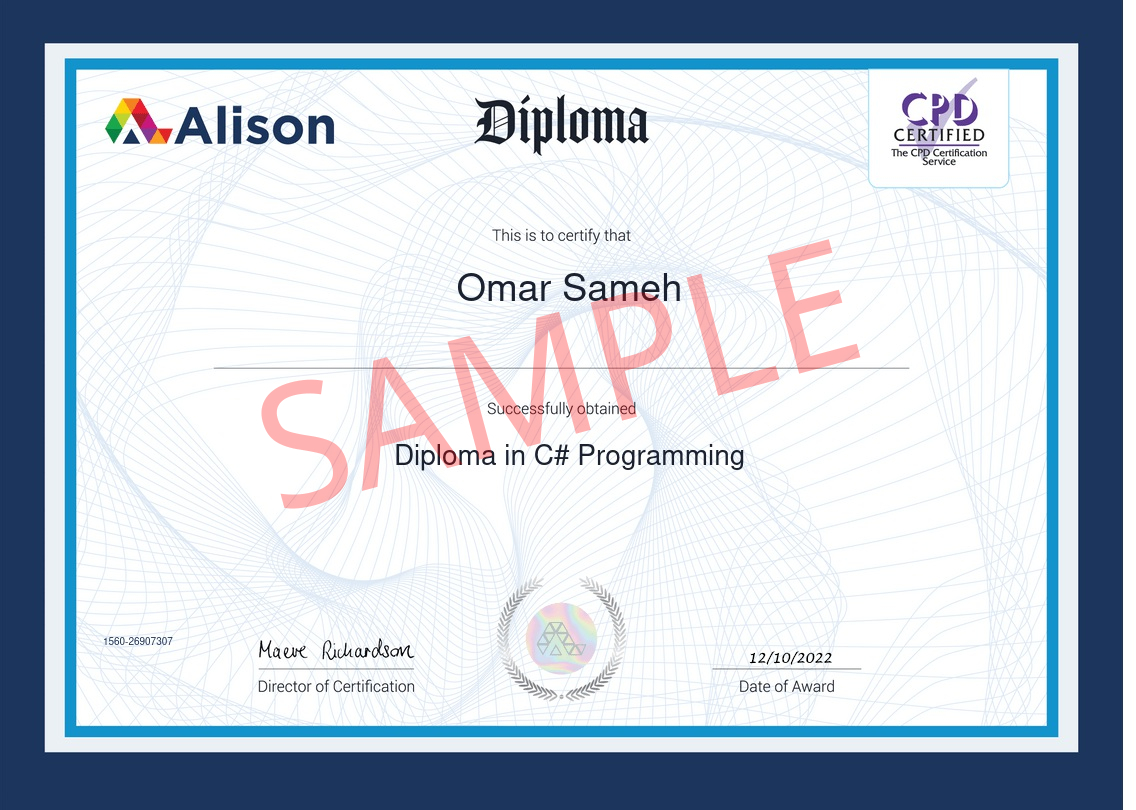 Alison
Diploma
CPD
CERTIFIED
The CPD Certification
Service
This is to certify that
Omar Sameh
SAMPLE
Successfully obtained
Diploma in C# Programming
1560-26907307
Maeve Richardson
Director of Certification
12/10/2022
Date of Award